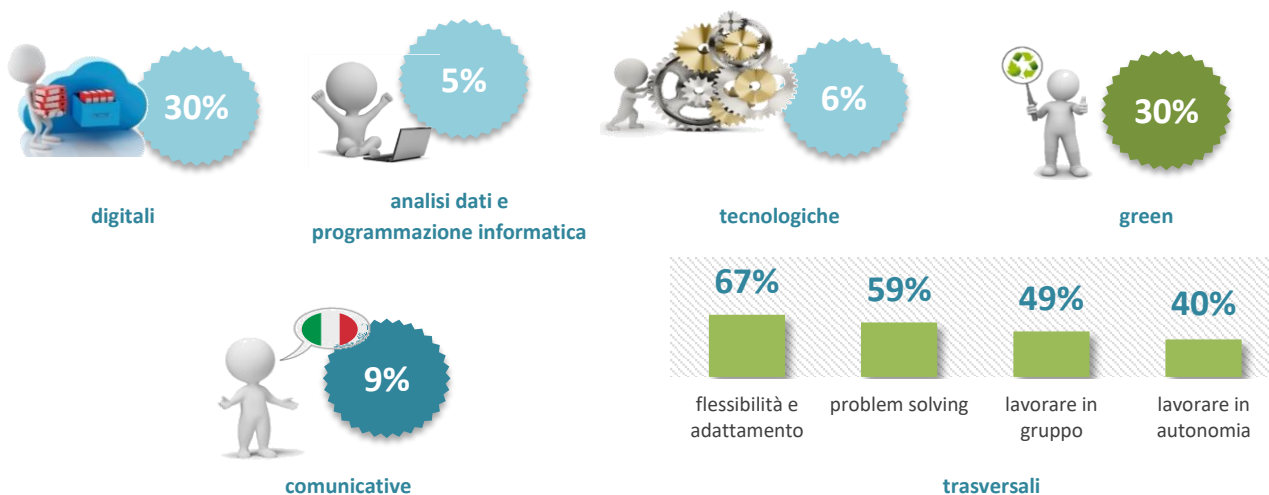 30%
digitali
5%
analisi dati e
programmazione informatica
6%
tecnologiche
30%
green
9%
comunicative
67%
59%
49%
40%
flessibilità e
adattamento
problem solving
lavorare in
gruppo
lavorare in
autonomia
trasversali